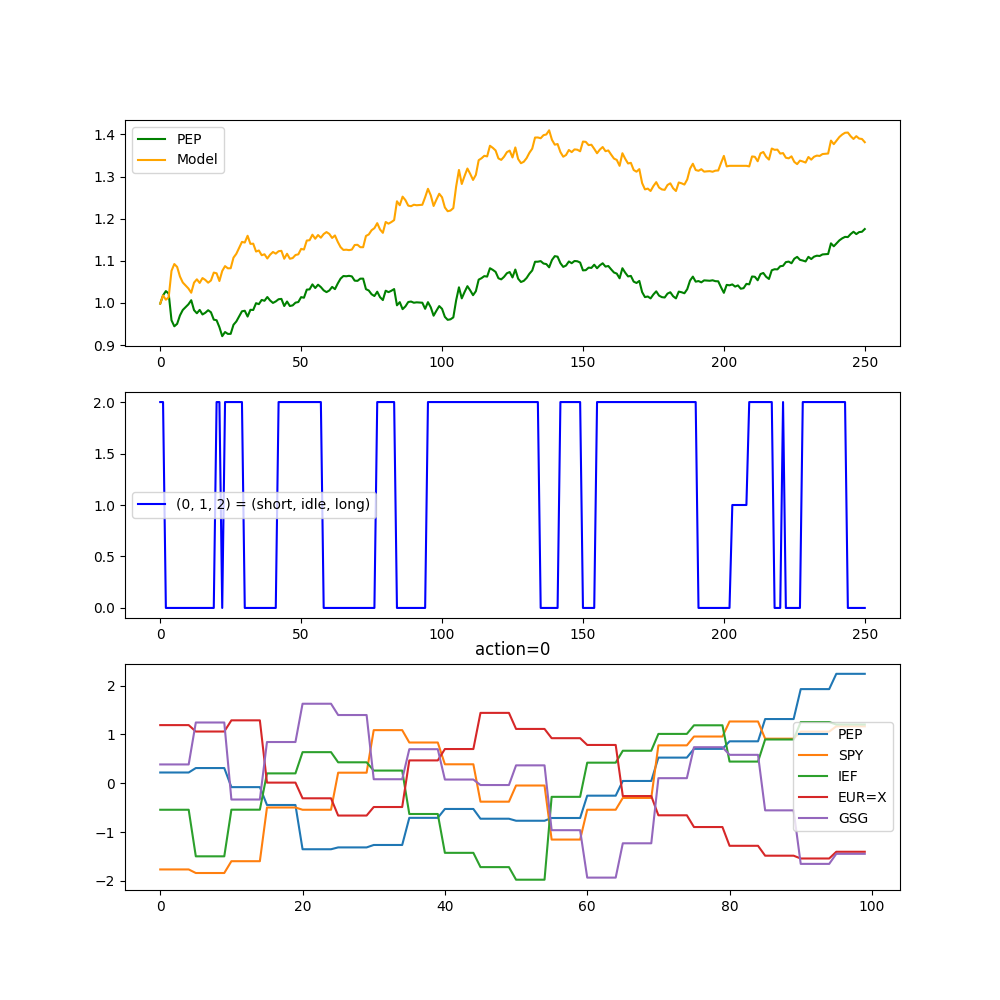 1.4
1.3
1.2
1.1
1.0
0.9
PEP
Model
0 50 100 150 200 250
2.0
1.5
1.0
0.5
0.0
(0, 1, 2) = (short, idle, long)
0 50 100 150 200 250
action=0
2
1
0
−1
−2
PEP
SPY
IEF
EUR=X
GSG
0 20 40 60 80 100